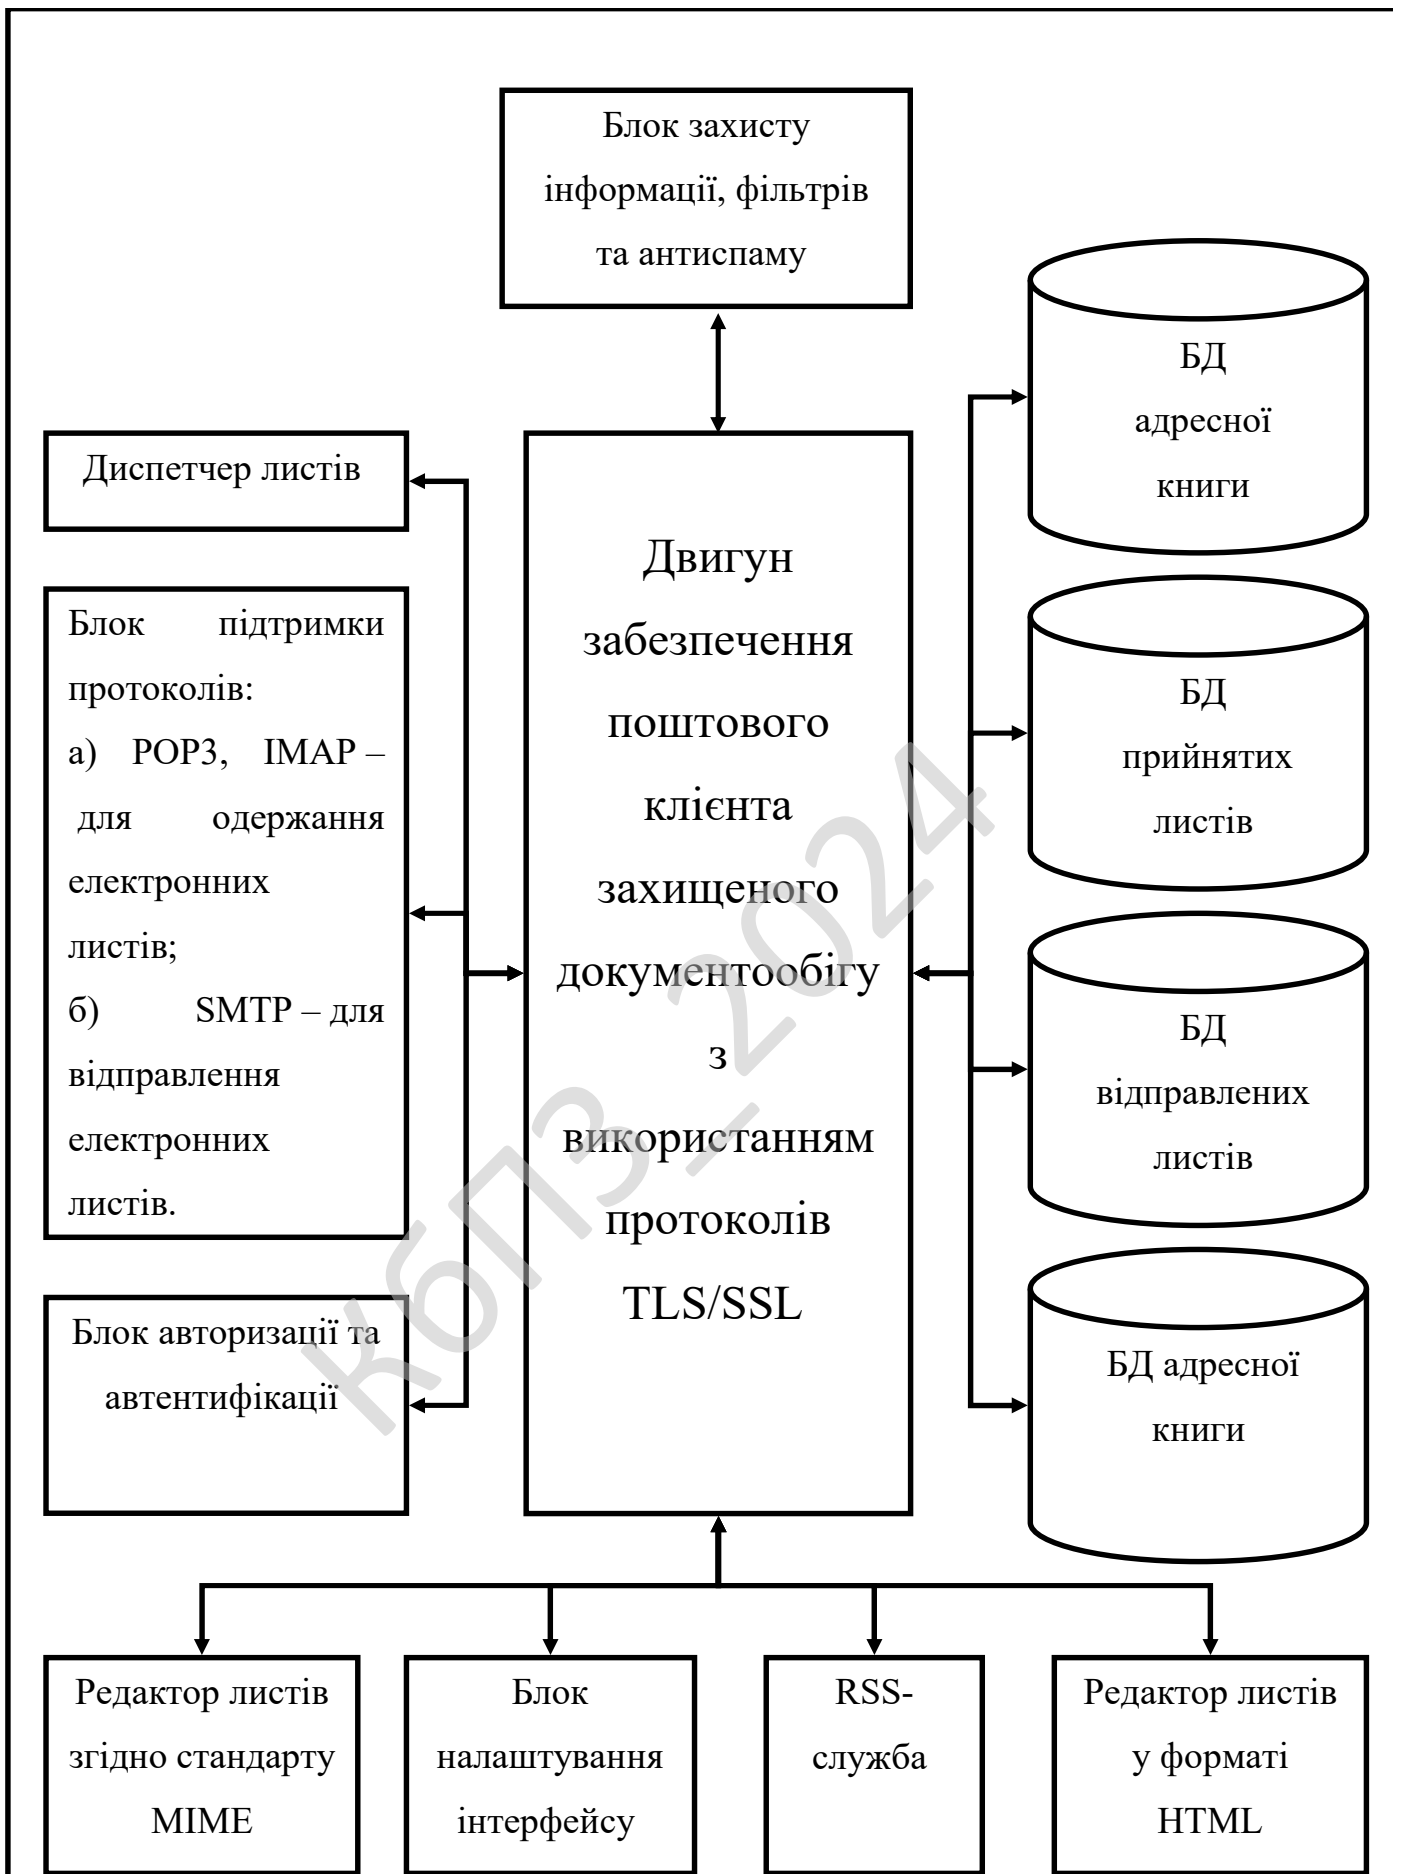 Блок захисту
інформації, фільтрів
та антиспаму
Диспетчер листів
Блок підтримки
протоколів:
а) POP3, IMAP –
для одержання
електронних
листів;
б) SMTP – для
відправлення
електронних
листів.
Блок авторизації та
автентифікації
Двигун
забезпечення
поштового
клієнта
захищеного
документообігу
з
використанням
протоколів
TLS/SSL
БД
адресної
книги
БД
прийнятих
листів
БД
відправлених
листів
БД адресної
книги
Редактор листів
згідно стандарту
MIME
Блок
налаштування
інтерфейсу
RSS-
служба
Редактор листів
у форматі
HTML
КбПЗ_2024